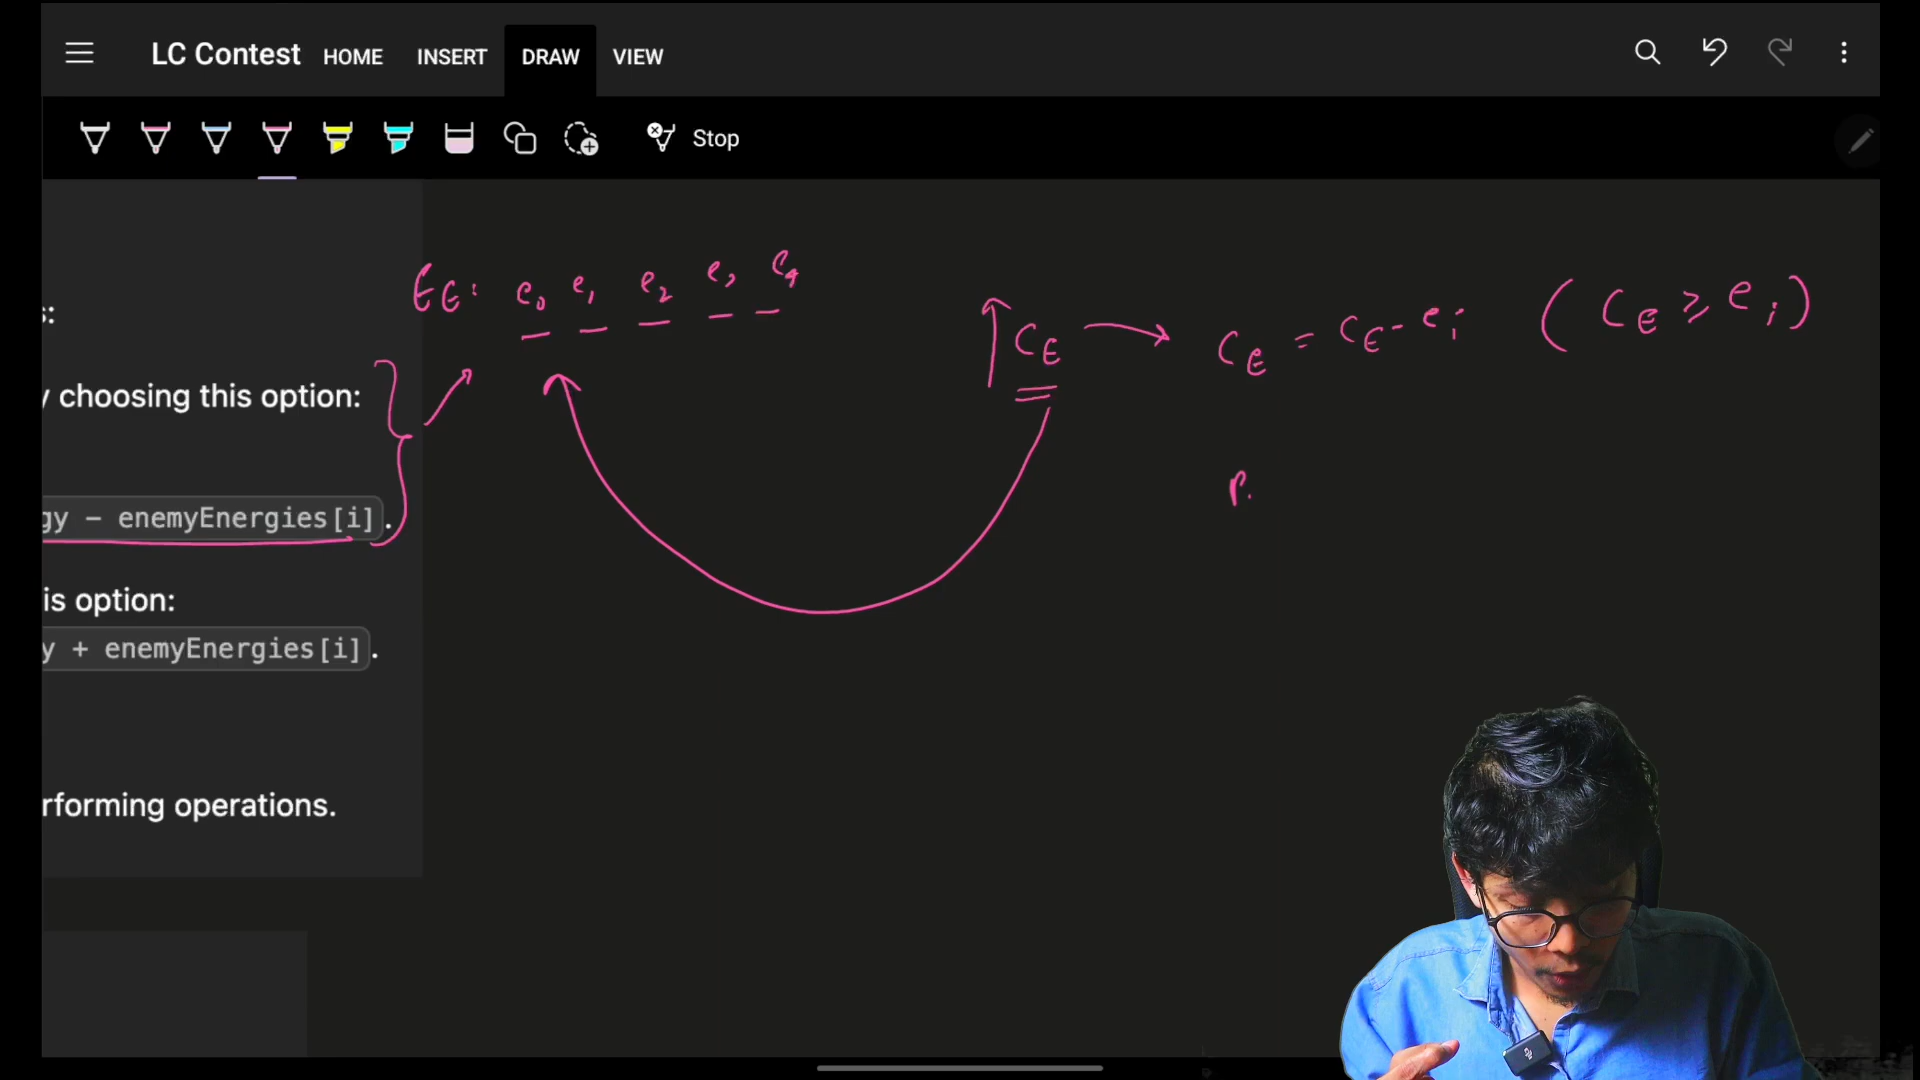 LC Contest HOME INSERT DRAW VIEW
Stop
EE: e0 e1 e2 e3 e4
CE → CE = CE - ei (CE ≥ ei)
s:
y choosing this option:
P.
gy - enemyEnergies[i].
is option:
y + enemyEnergies[i].
rforming operations.